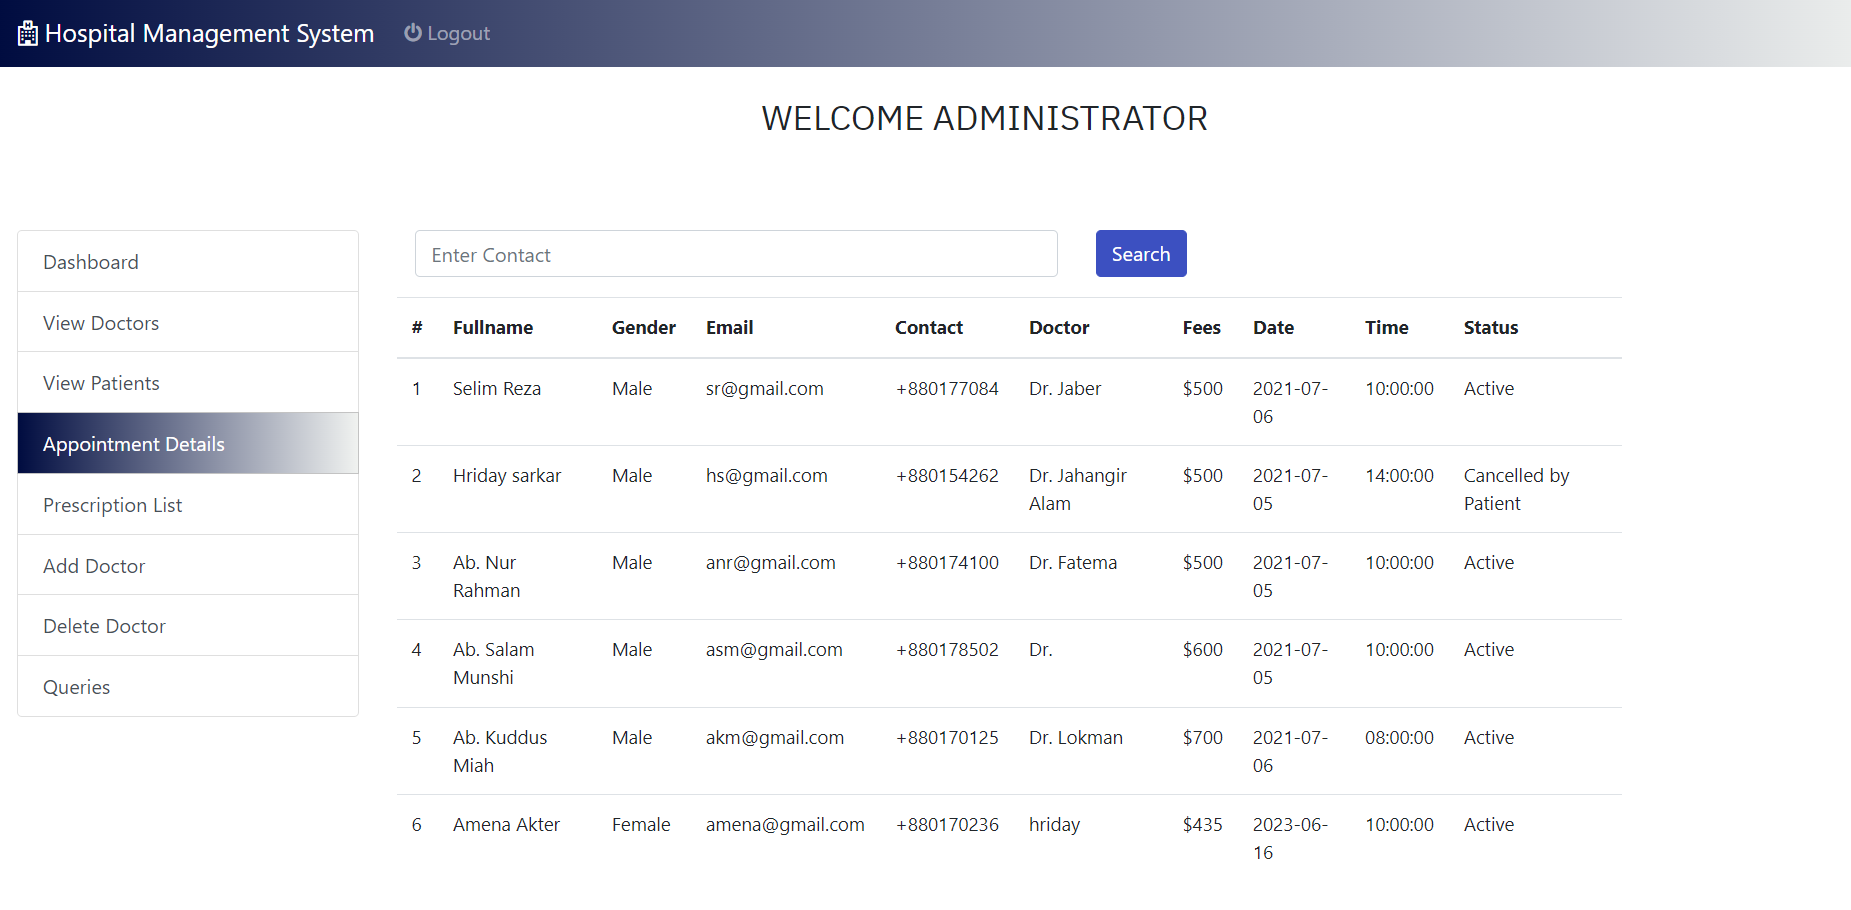 Hospital Management System Logout
WELCOME ADMINISTRATOR
Dashboard
View Doctors
View Patients
Appointment Details
Prescription List
Add Doctor
Delete Doctor
Queries
Enter Contact Search
# Fullname Gender Email Contact Doctor Fees Date Time Status
1 Selim Reza Male sr@gmail.com +880177084 Dr. Jaber $500 2021-07- 10:00:00 Active
06
2 Hriday sarkar Male hs@gmail.com +880154262 Dr. Jahangir $500 2021-07- 14:00:00 Cancelled by
Alam 05 Patient
3 Ab. Nur Male anr@gmail.com +880174100 Dr. Fatema $500 2021-07- 10:00:00 Active
Rahman 05
4 Ab. Salam Male asm@gmail.com +880178502 Dr. $600 2021-07- 10:00:00 Active
Munshi 05
5 Ab. Kuddus Male akm@gmail.com +880170125 Dr. Lokman $700 2021-07- 08:00:00 Active
Miah 06
6 Amena Akter Female amena@gmail.com +880170236 hriday $435 2023-06- 10:00:00 Active
16